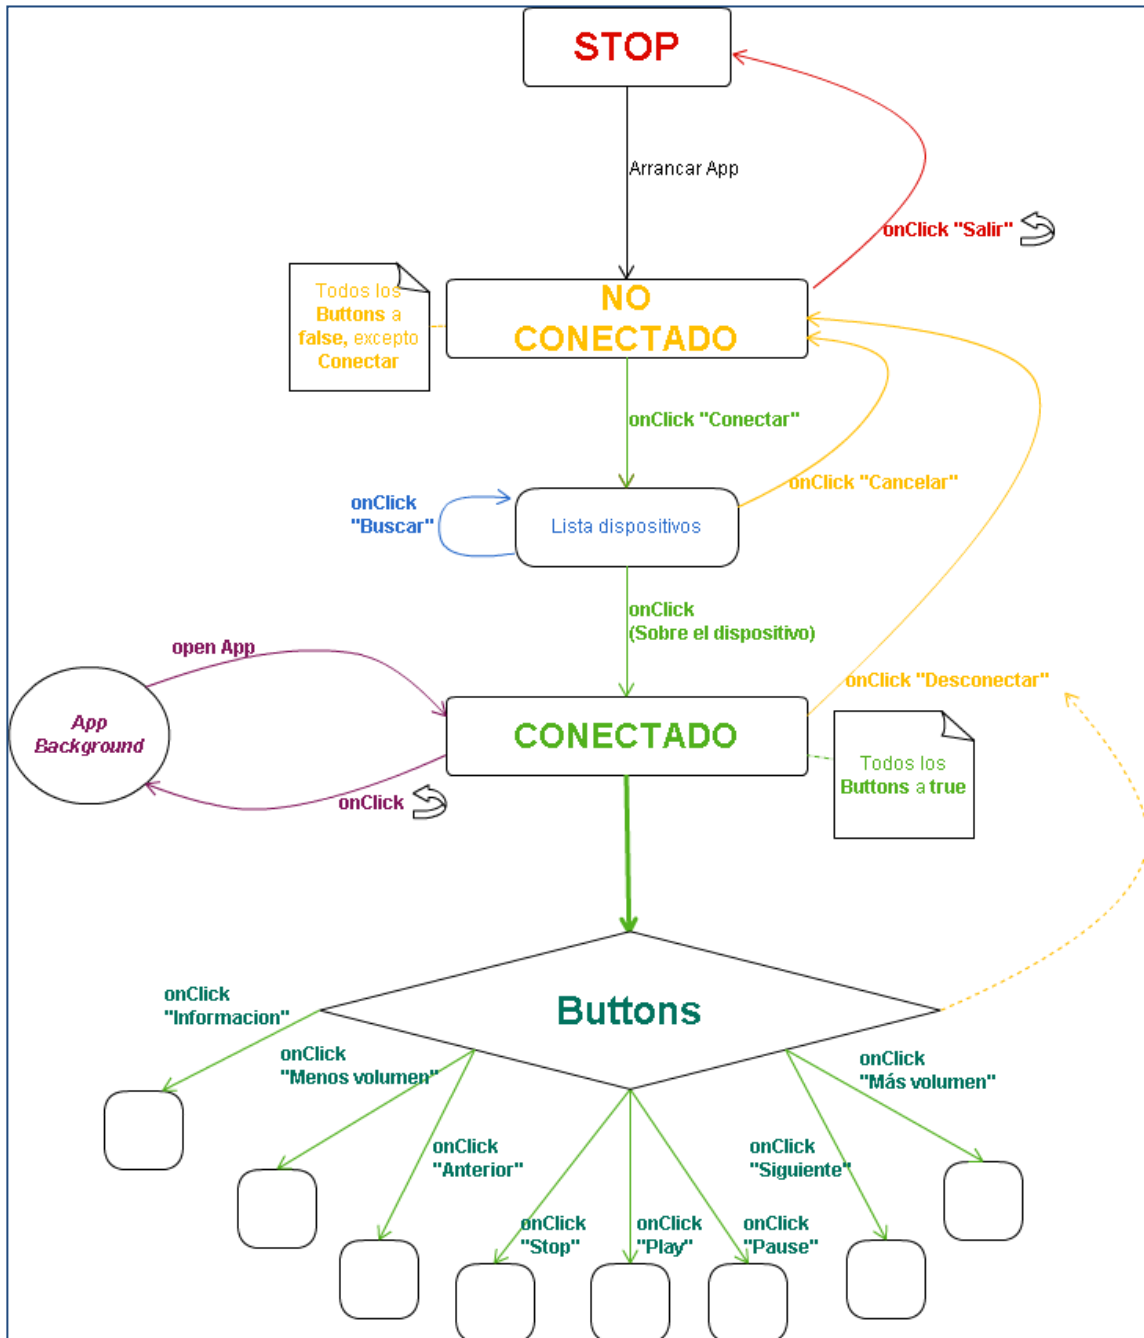 STOP
Arrancar App
onClick "Salir"
Todos los
Buttons a
false, excepto
Conectar
NO
CONECTADO
onClick "Conectar"
onClick "Cancelar"
onClick
"Buscar"
Lista dispositivos
onClick
(Sobre el dispositivo)
open App
onClick "Desconectar"
App
Background
CONECTADO
Todos los
Buttons a true
onClick
Buttons
onClick
"Informacion"
onClick
"Menos volumen"
onClick
"Más volumen"
onClick
"Anterior"
onClick
"Siguiente"
onClick
"Stop"
onClick
"Play"
onClick
"Pause"